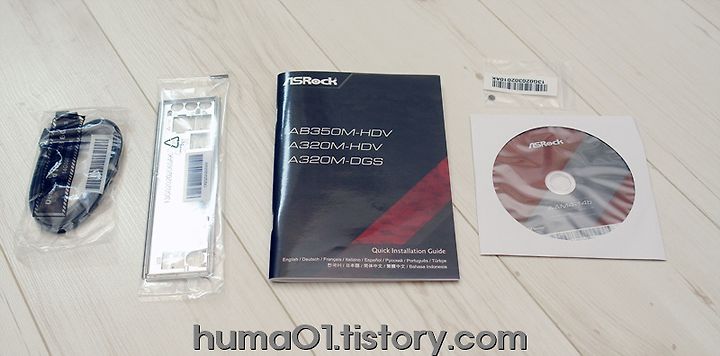 ASRock
AB350M-HDV
A320M-HDV
A320M-DGS
Quick Installation Guide
English / Deutsch / Français / Italiano / Español / Русский / Português / Türkçe
한국어 / 日本語 / 简体中文 / 繁體中文 / Bahasa Indonesia
ASRock
huma01.tistory.com